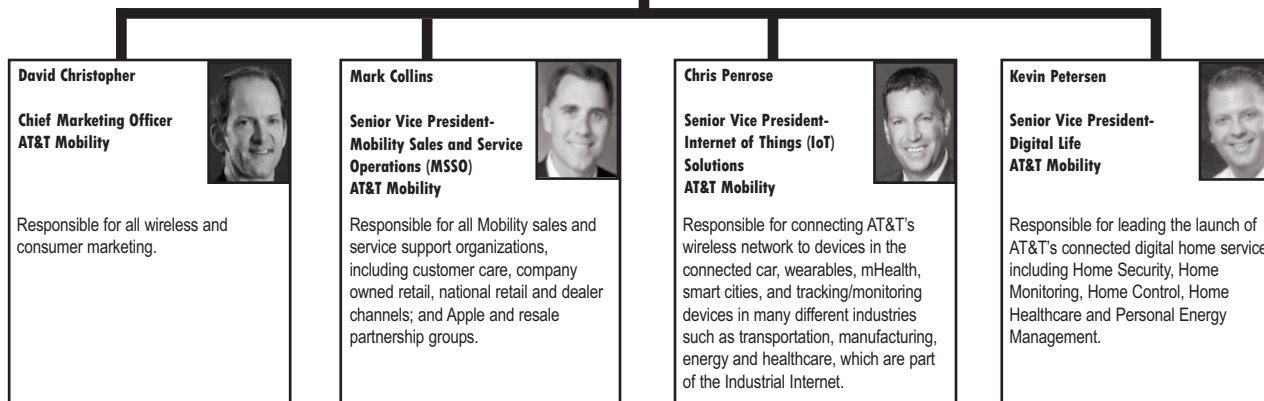 David Christopher
Chief Marketing Officer
AT&T Mobility
Responsible for all wireless and
consumer marketing.
Mark Collins
Senior Vice President-
Mobility Sales and Service
Operations (MSSO)
AT&T Mobility
Responsible for all Mobility sales and
service support organizations,
including customer care, company
owned retail, national retail and dealer
channels; and Apple and resale
partnership groups.
Chris Penrose
Senior Vice President-
Internet of Things (IoT)
Solutions
AT&T Mobility
Responsible for connecting AT&T's
wireless network to devices in the
connected car, wearables, mHealth,
smart cities, and tracking/monitoring
devices in many different industries
such as transportation, manufacturing,
energy and healthcare, which are part
of the Industrial Internet.
Kevin Petersen
Senior Vice President-
Digital Life
AT&T Mobility
Responsible for leading the launch of
AT&T's connected digital home service
including Home Security, Home
Monitoring, Home Control, Home
Healthcare and Personal Energy
Management.